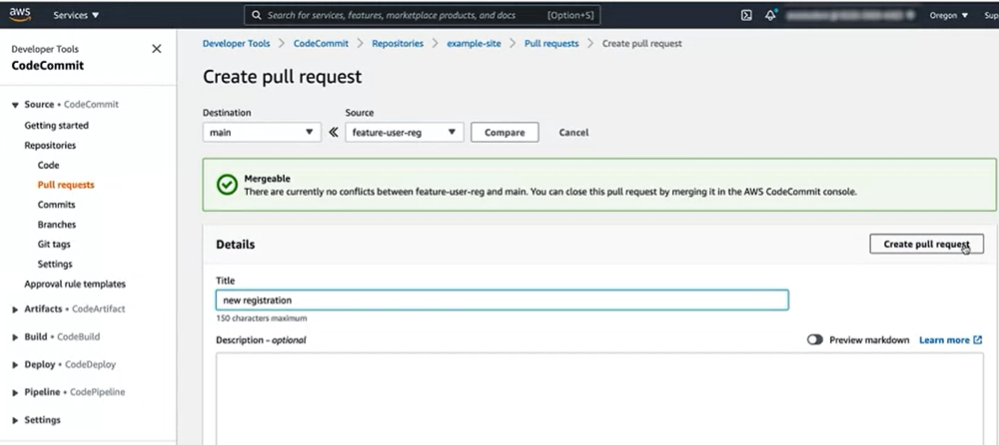 aws Services Search for services, features, marketplace products, and docs [Option+S] Oregon Sup
Developer Tools
CodeCommit
Source • CodeCommit
Getting started
Repositories
Code
Pull requests
Commits
Branches
Git tags
Settings
Approval rule templates
Artifacts • CodeArtifact
Build • CodeBuild
Deploy • CodeDeploy
Pipeline • CodePipeline
Settings
Developer Tools > CodeCommit > Repositories > example-site > Pull requests > Create pull request
Create pull request
Destination Source
main feature-user-reg Compare Cancel
Mergeable
There are currently no conflicts between feature-user-reg and main. You can close this pull request by merging it in the AWS CodeCommit console.
Details Create pull request
Title
new registration
150 characters maximum
Description - optional Preview markdown Learn more